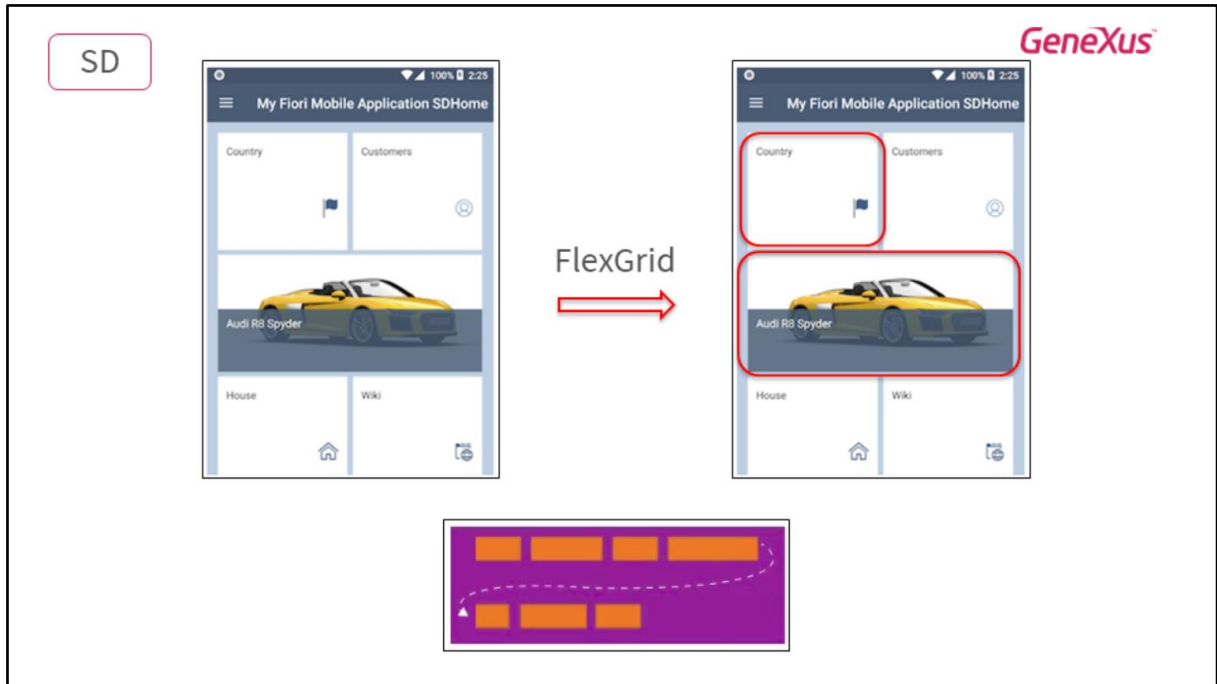 SD
GeneXus™
100% 2:25
My Fiori Mobile Application SDHome
Country
Customers
Audi R8 Spyder
House
Wiki
FlexGrid
100% 2:25
My Fiori Mobile Application SDHome
Country
Customers
Audi R8 Spyder
House
Wiki